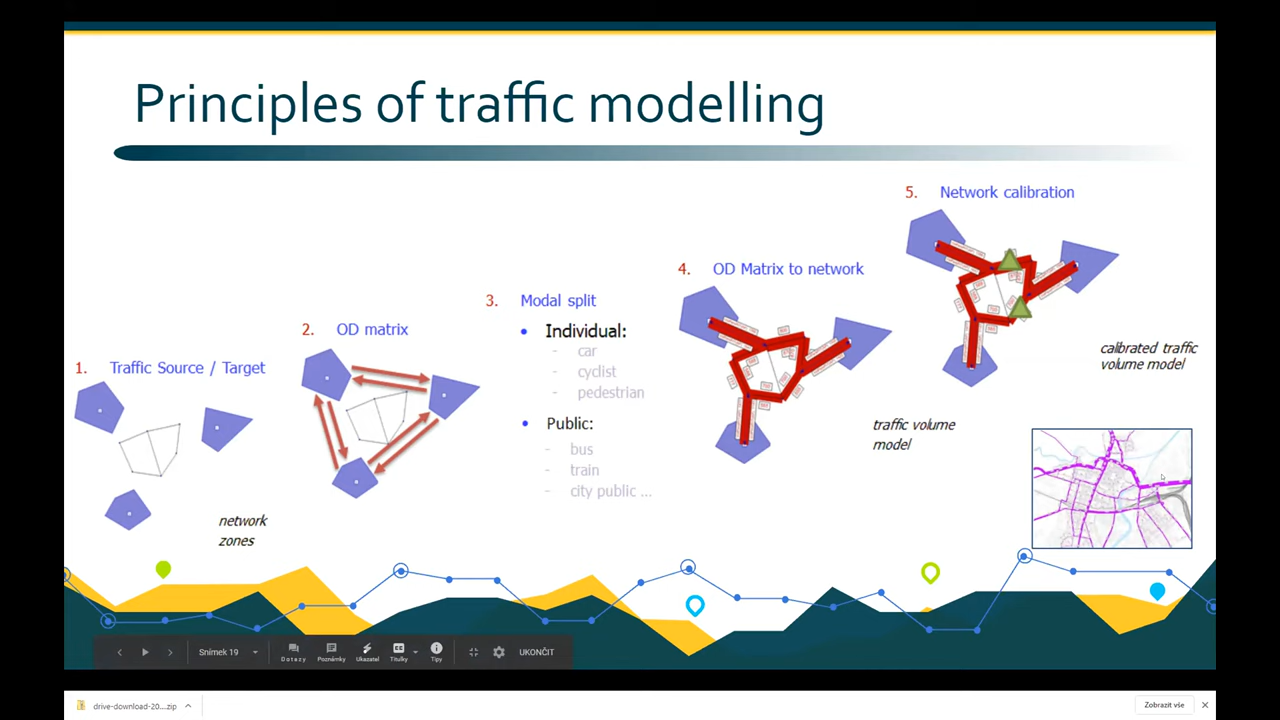 Principles of traffic modelling
1. Traffic Source / Target
network
zones
2. OD matrix
3. Modal split
• Individual:
- car
- cyclist
- pedestrian
• Public:
- bus
- train
- city public ...
4. OD Matrix to network
traffic volume
model
5. Network calibration
calibrated traffic
volume model
Snímek 19
Dotazy
Poznámky
Ukazatel
CC
Titulky
Tipy
UKONČIT
drive-download-20....zip
Zobrazit vše